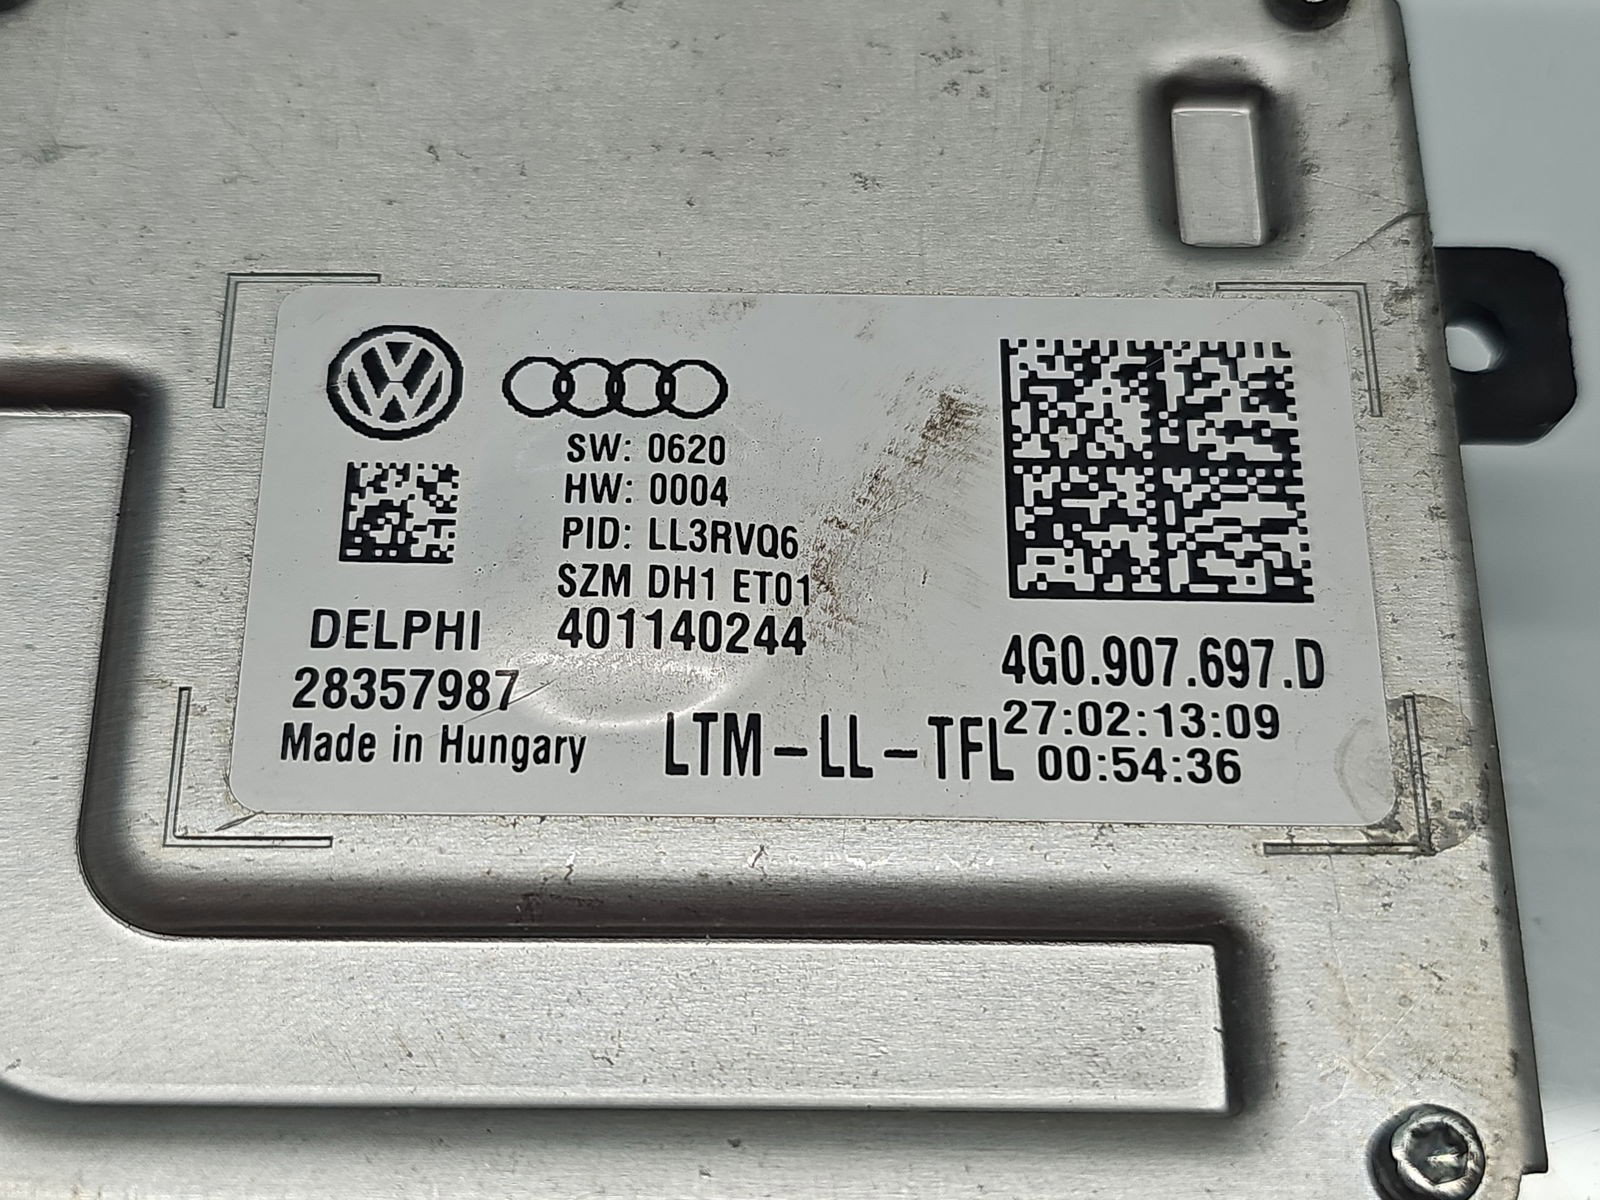 SW: 0620
HW: 0004
PID: LL3RVQ6
SZM DH1 ET01
DELPHI 401140244
28357987
Made in Hungary
LTM-LL-TFL
4G0.907.697.D
27:02:13:09
00:54:36